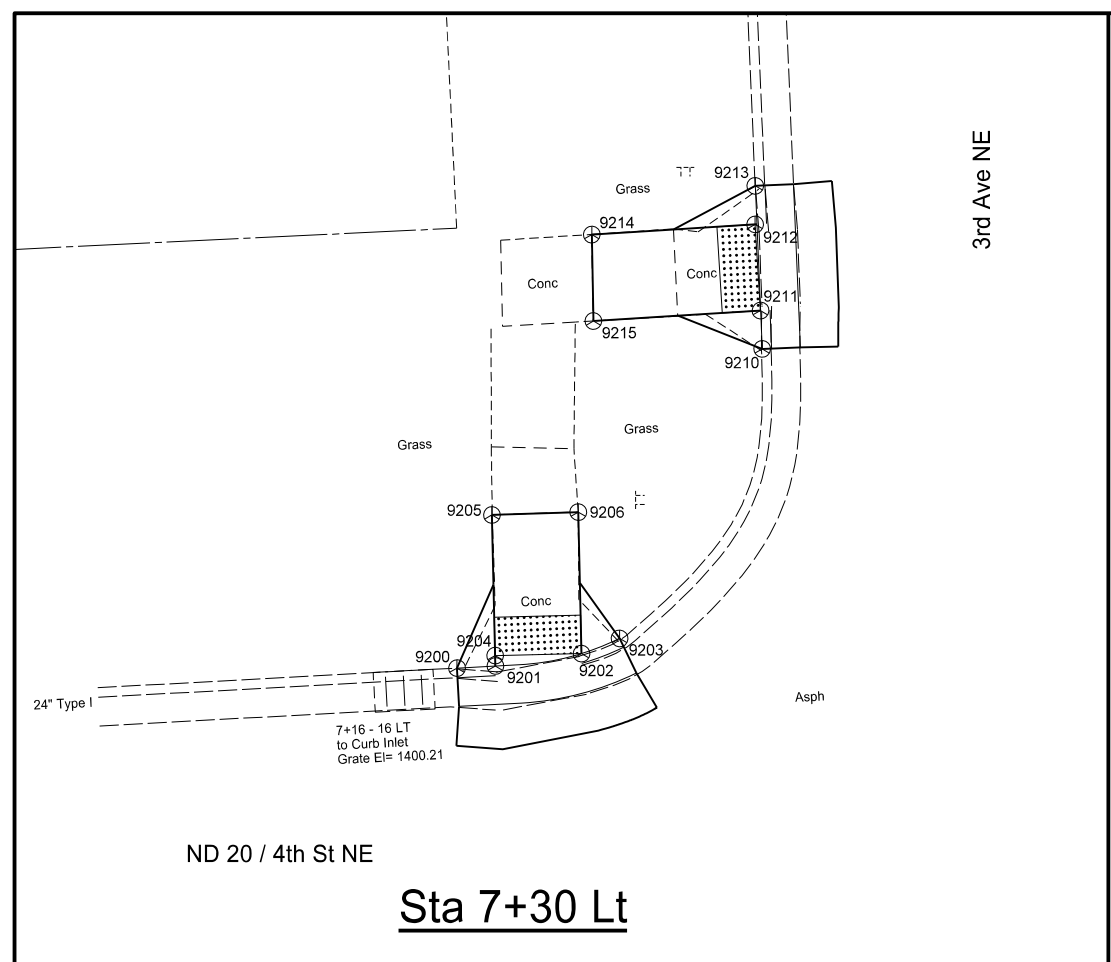 3rd Ave NE
9213
Grass
9214
9212
Conc
Conc
9211
9215
9210
Grass
Grass
9205
9206
Conc
9204
9203
9200
9202
9201
24" Type I
Asph
7+16 - 16 LT
to Curb Inlet
Grate El= 1400.21
ND 20 / 4th St NE
Sta 7+30 Lt